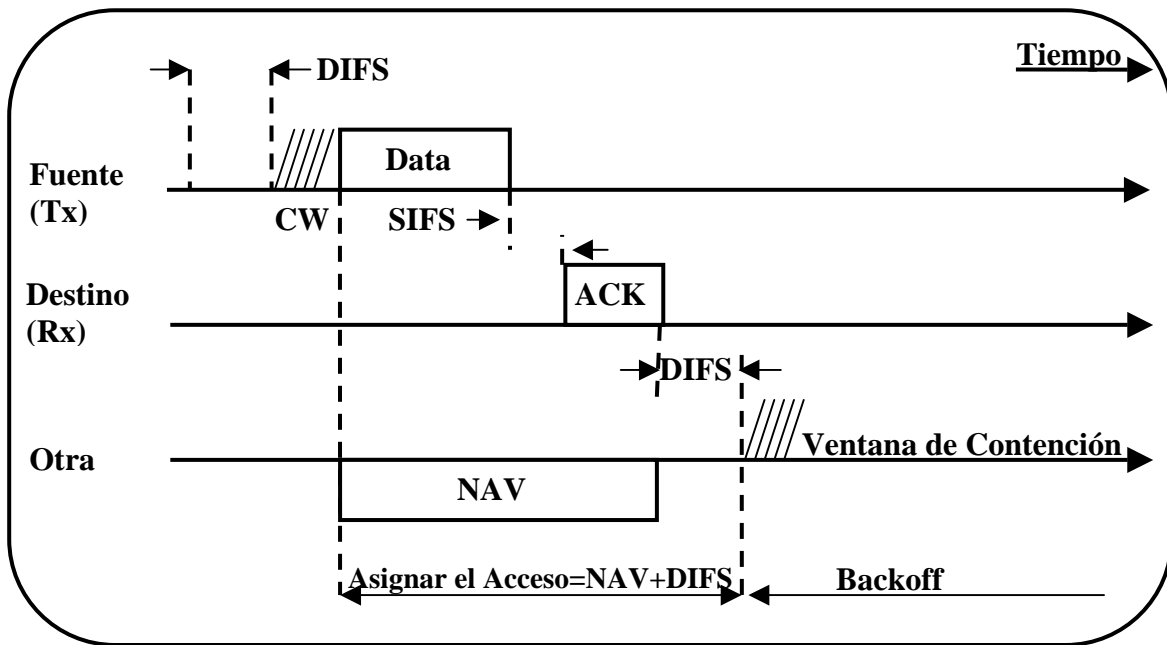 DIFS
Tiempo
Data
Fuente
(Tx)
CW
SIFS
Destino
(Rx)
ACK
DIFS
Otra
Ventana de Contención
NAV
Asignar el Acceso=NAV+DIFS
Backoff